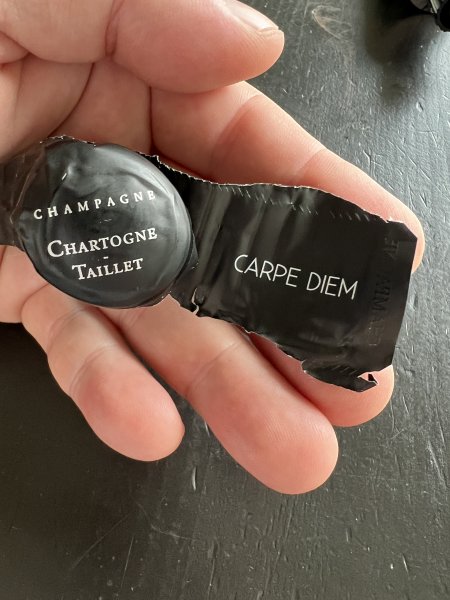 CHAMPAGNE
CHARTOGNE
-
TAILLET
CARPE DIEM